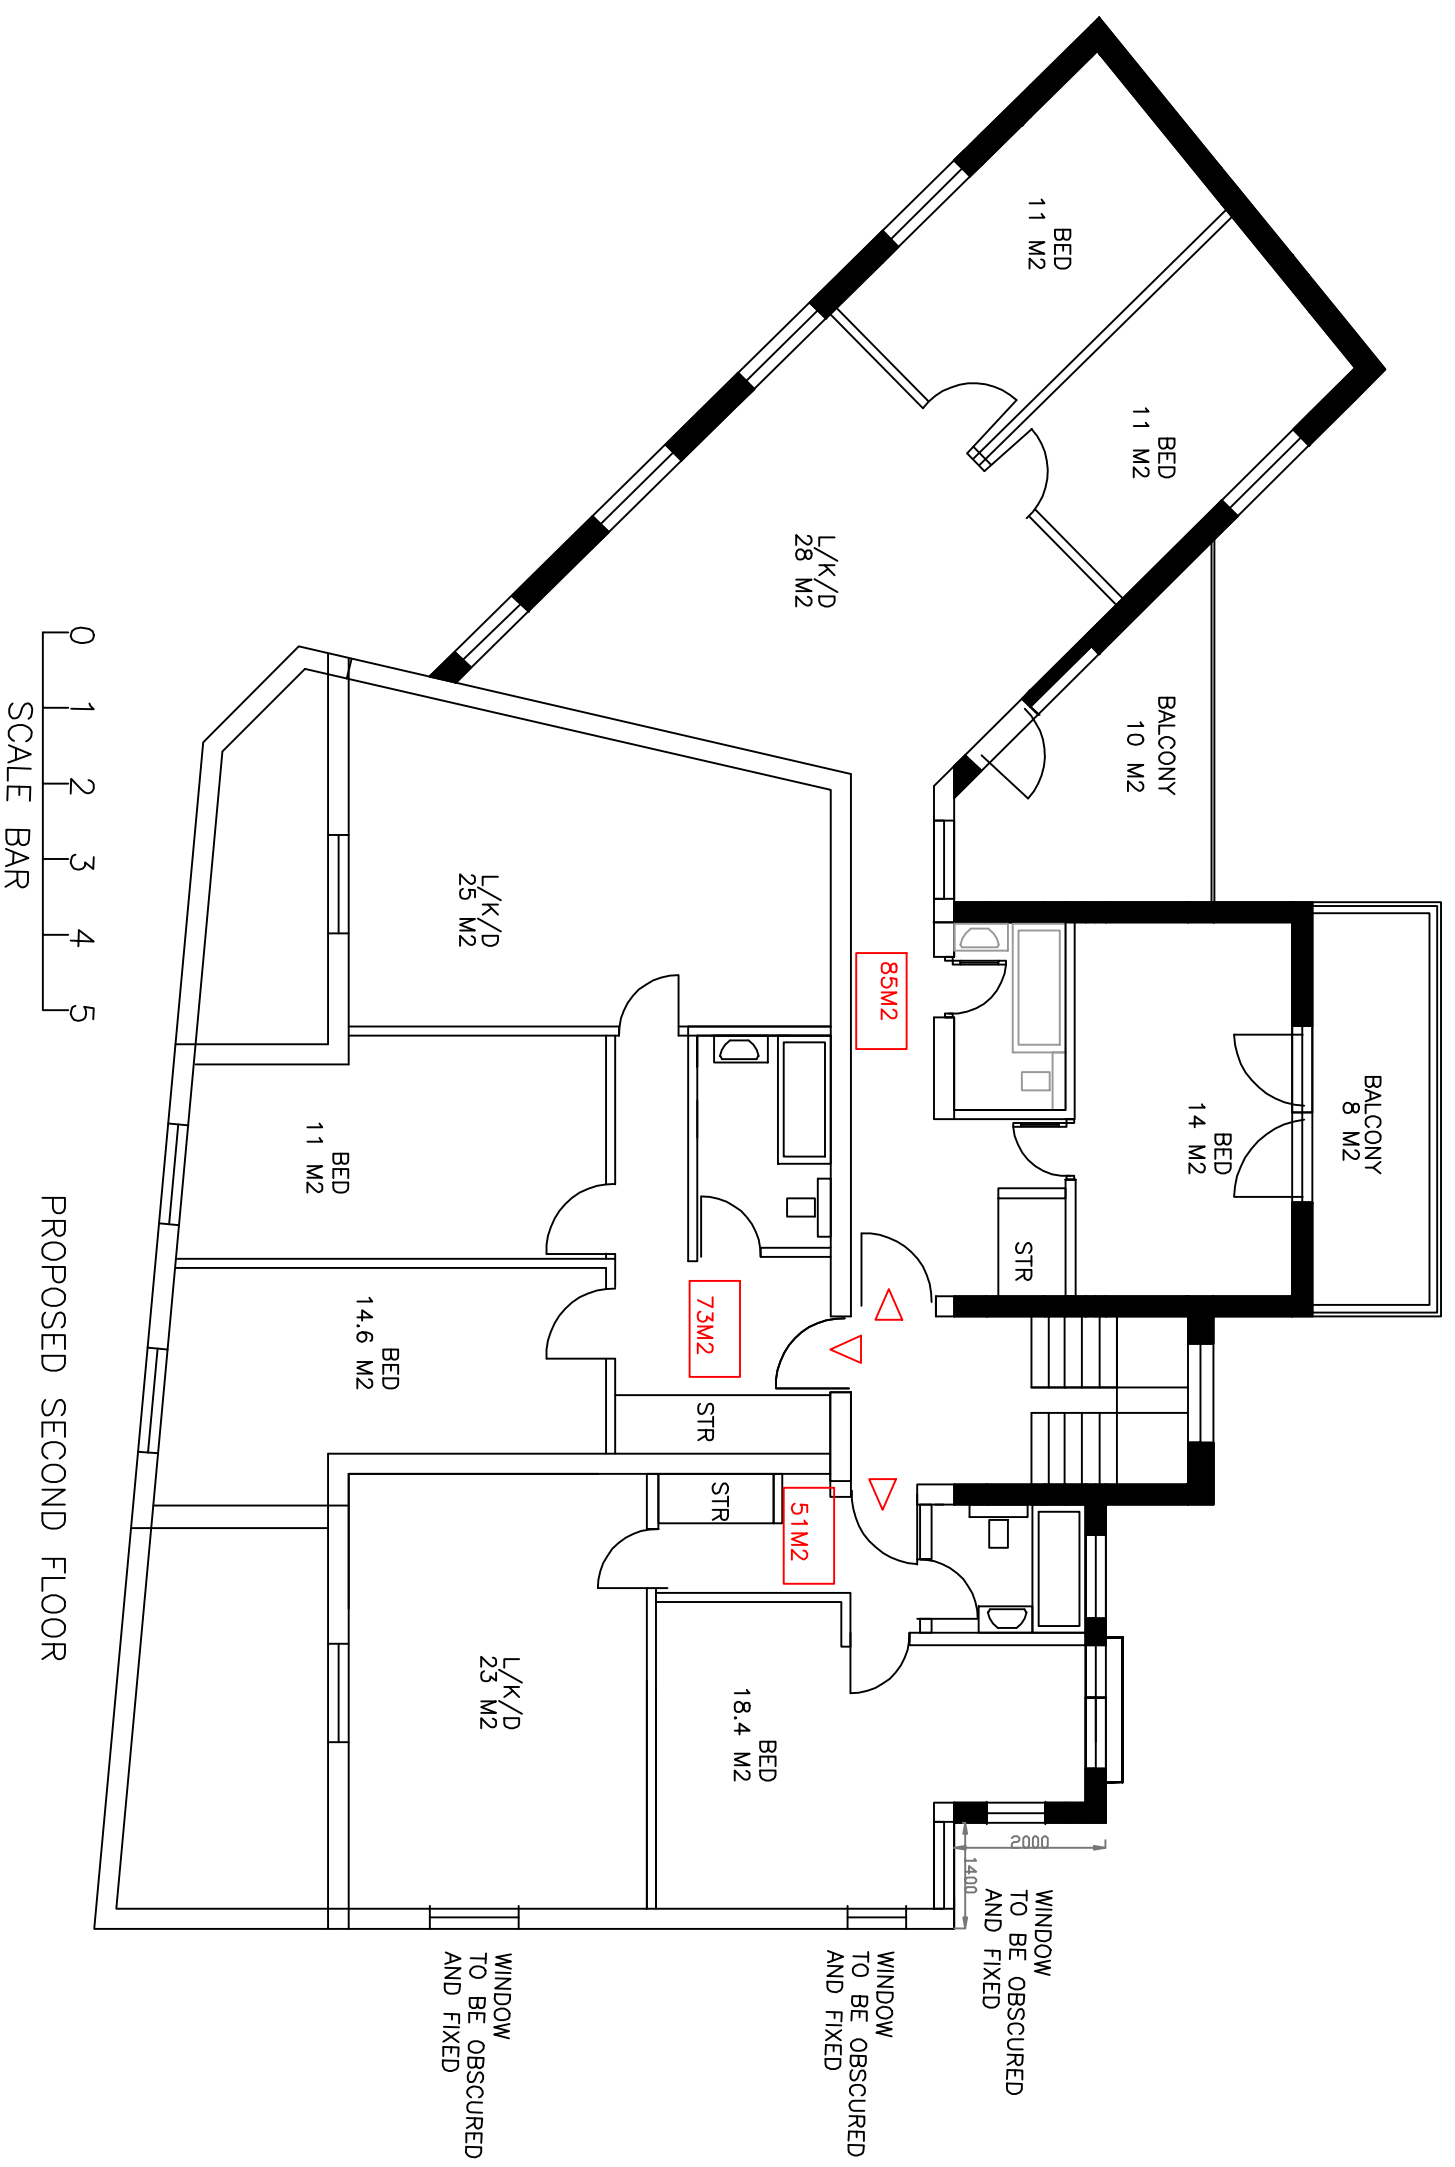 BED
11 M2
BED
11 M2
L/K/D
28 M2
BALCONY
10 M2
BALCONY
8 M2
BED
14 M2
STR
85M2
L/K/D
25 M2
BED
11 M2
BED
14.6 M2
73M2
STR
STR
51M2
L/K/D
23 M2
BED
18.4 M2
2000
1400
WINDOW
TO BE OBSCURED
AND FIXED
WINDOW
TO BE OBSCURED
AND FIXED
WINDOW
TO BE OBSCURED
AND FIXED
0 1 2 3 4 5
SCALE BAR
PROPOSED SECOND FLOOR